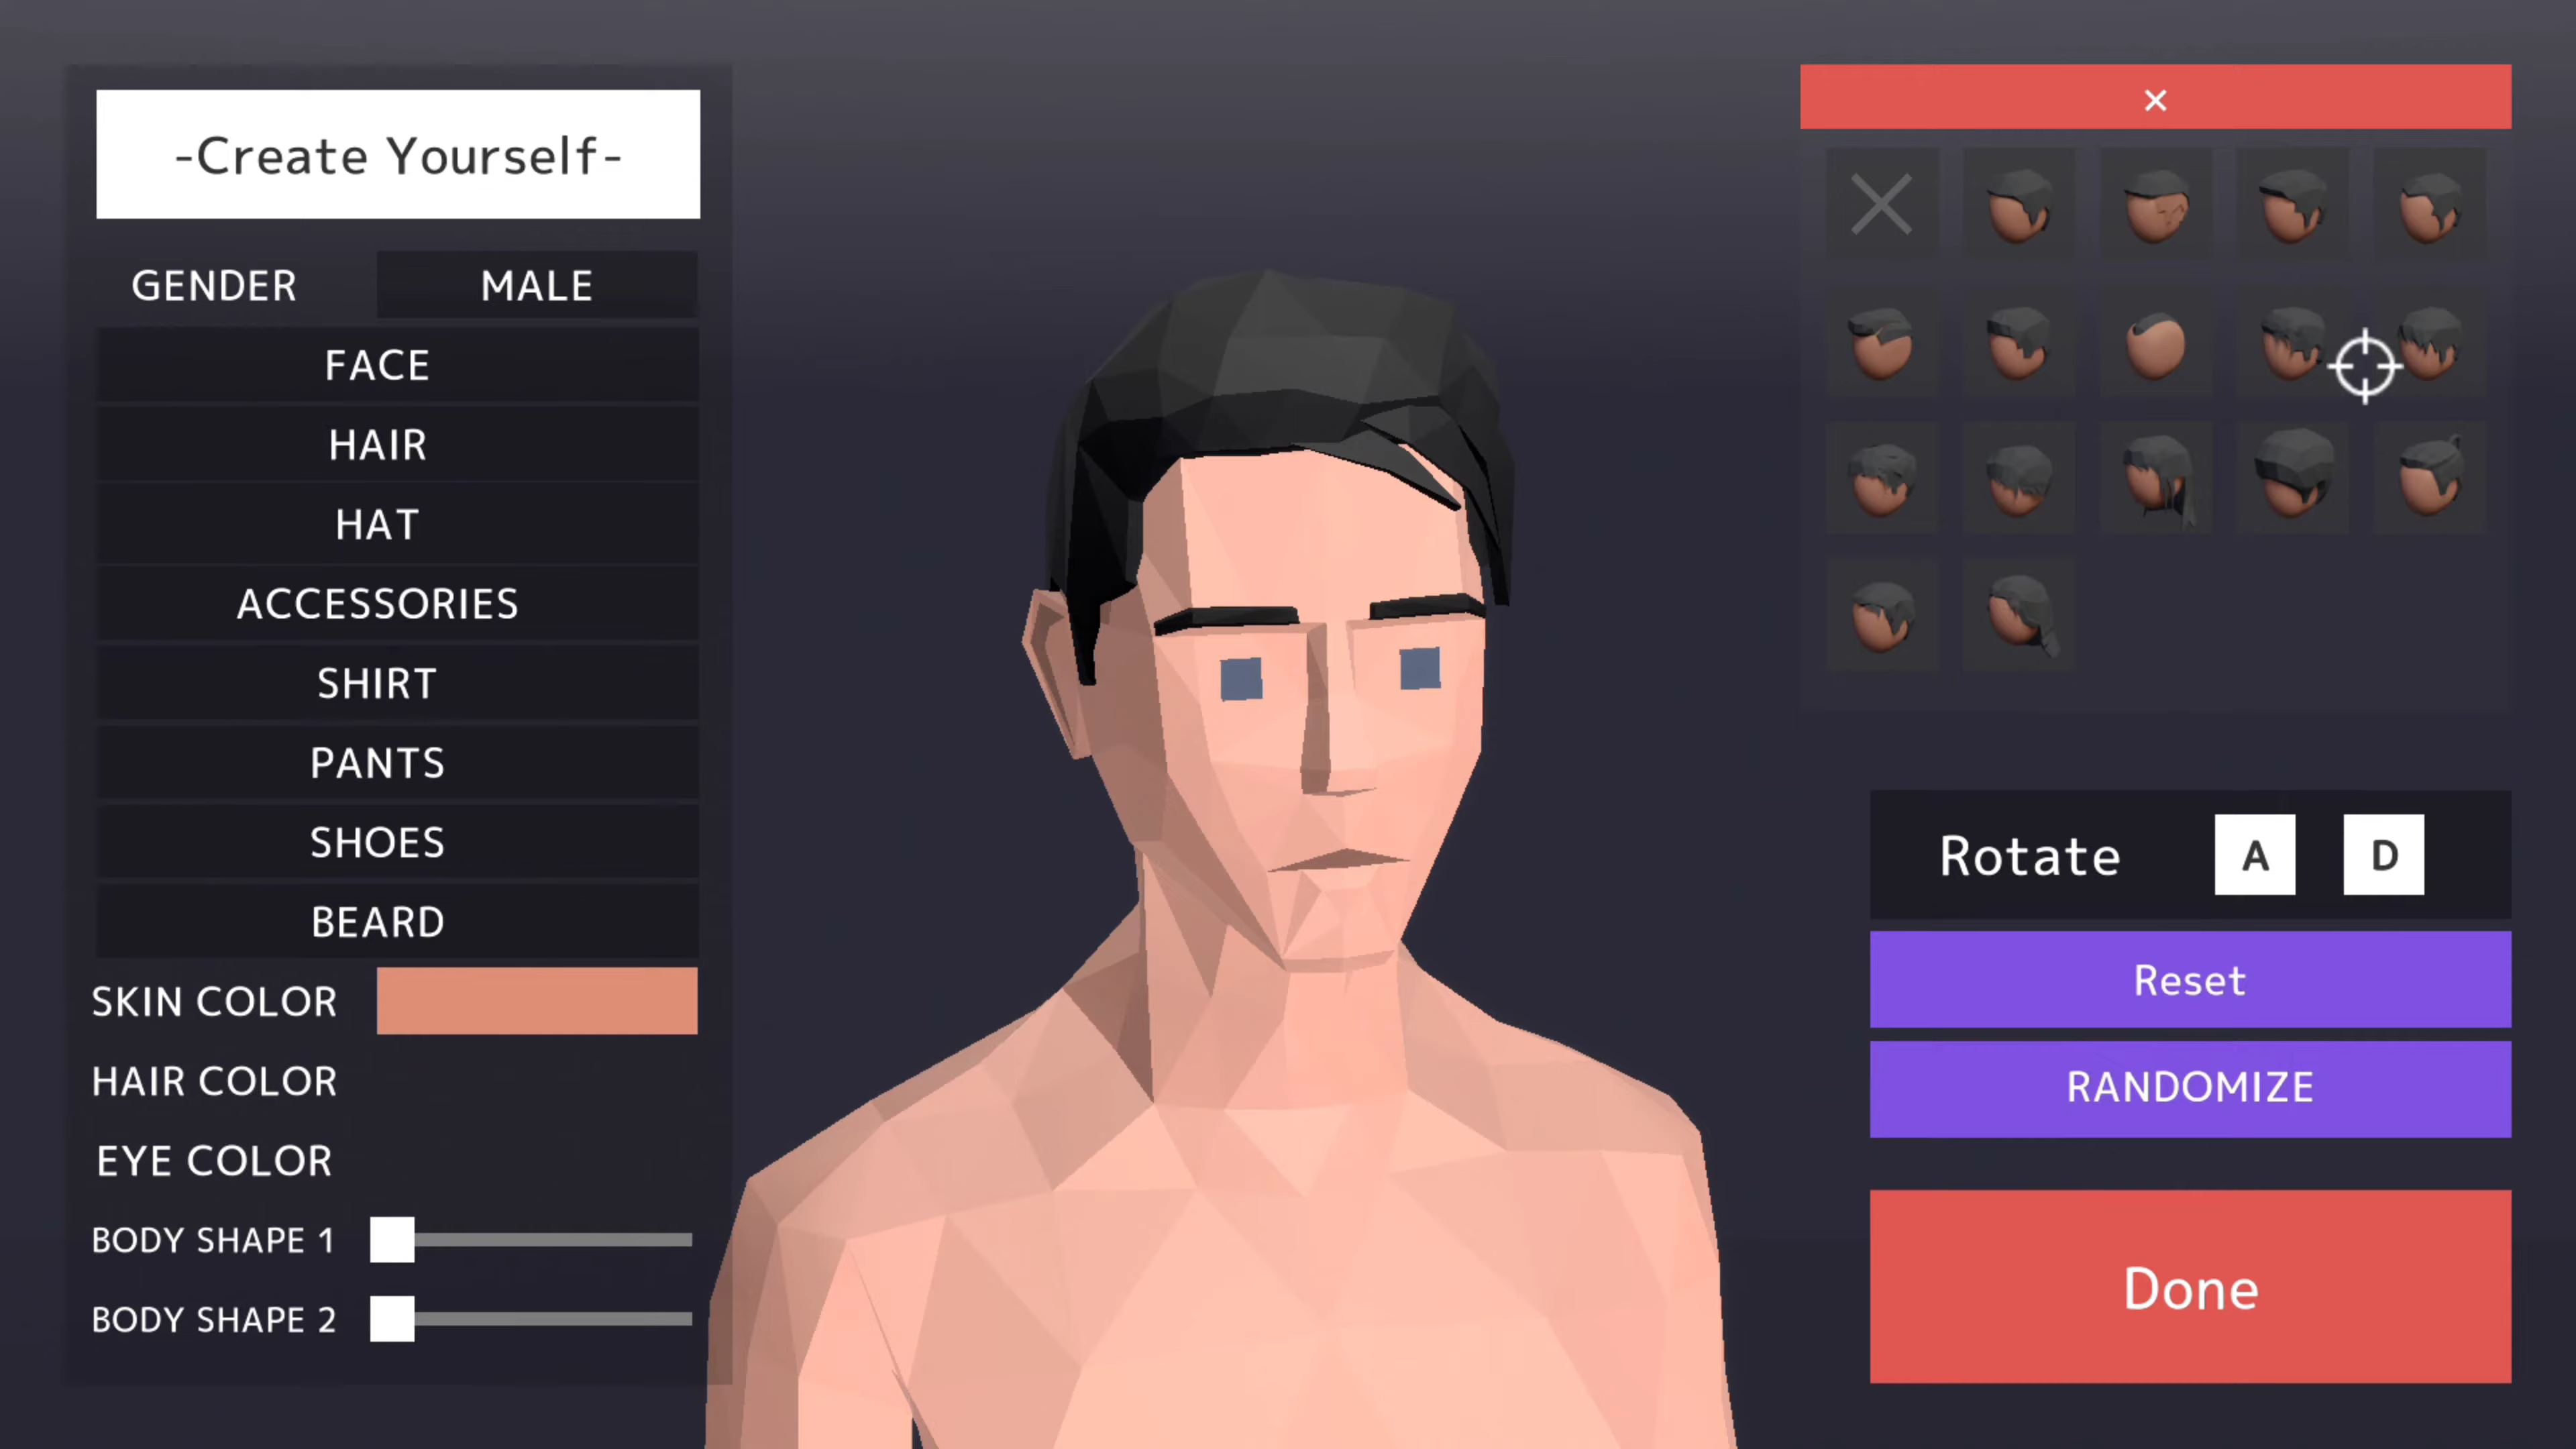 -Create Yourself-
GENDER MALE
FACE
HAIR
HAT
ACCESSORIES
SHIRT
PANTS
SHOES
BEARD
SKIN COLOR
HAIR COLOR
EYE COLOR
BODY SHAPE 1
BODY SHAPE 2
×
Rotate A D
Reset
RANDOMIZE
Done